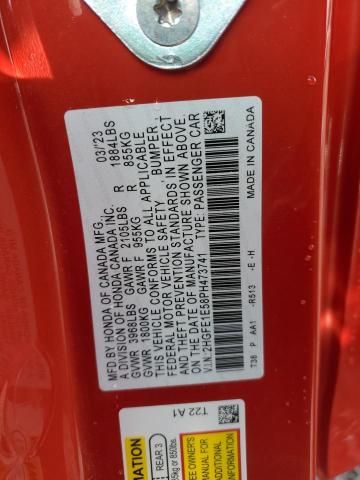 MFD. BY HONDA OF CANADA MFG., 03/'23
A DIVISION OF HONDA CANADA INC.
GVWR 3968LBS GAWR F 2105LBS R 1884LBS
GVWR 1800KG GAWR F 955KG R 855KG
THIS VEHICLE CONFORMS TO ALL APPLICABLE
FEDERAL MOTOR VEHICLE SAFETY, BUMPER,
AND THEFT PREVENTION STANDARDS IN EFFECT
ON THE DATE OF MANUFACTURE SHOWN ABOVE.
V.I.N: 2HGFE1E58PH473741 TYPE: PASSENGER CAR
T38 P AA1 -R513 -E -H MADE IN CANADA
T22 A1
REAR 3